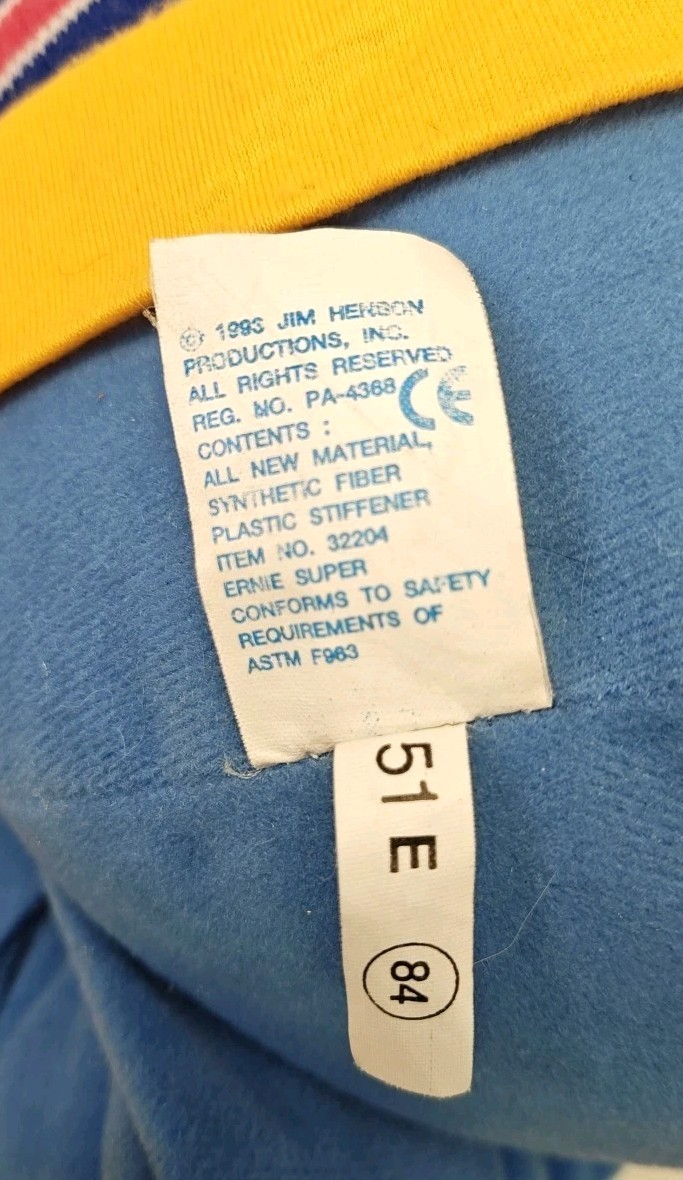 © 1993 JIM HENSON
PRODUCTIONS, INC.
ALL RIGHTS RESERVED
REG. NO. PA-4368 CE
CONTENTS :
ALL NEW MATERIAL,
SYNTHETIC FIBER
PLASTIC STIFFENER
ITEM NO. 32204
ERNIE SUPER
CONFORMS TO SAFETY
REQUIREMENTS OF
ASTM F963
51 E
84